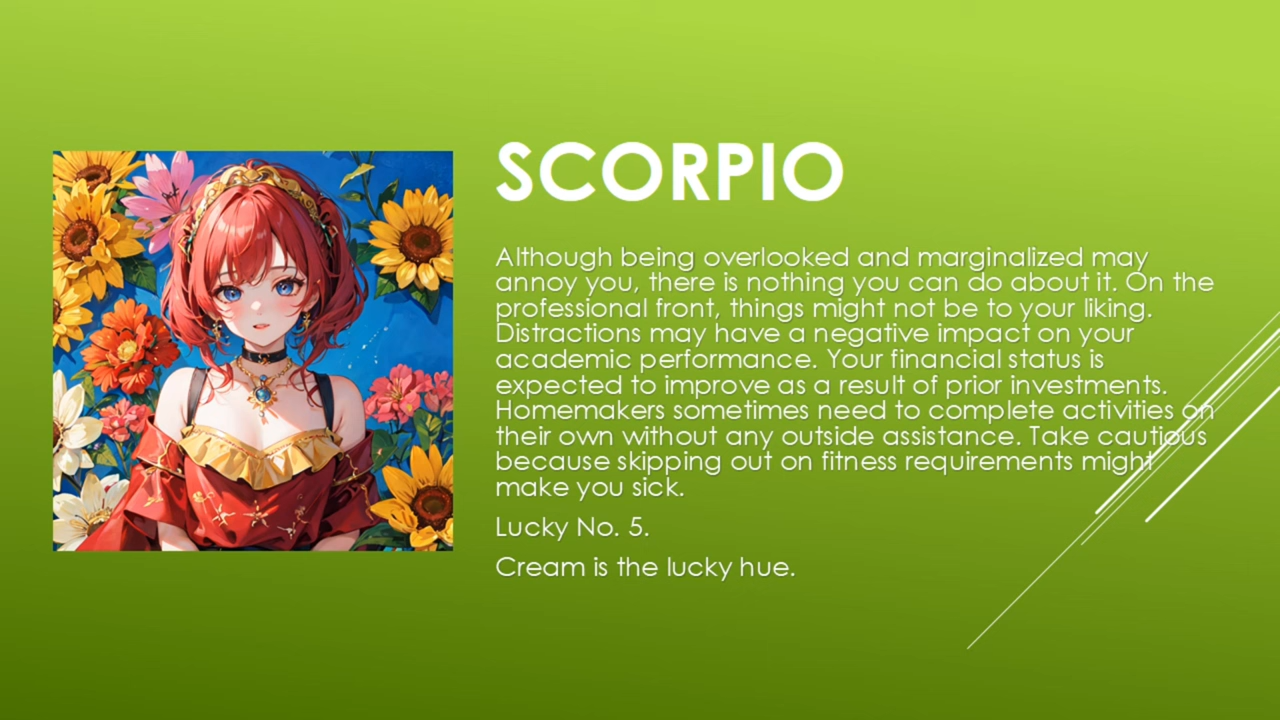 SCORPIO
Although being overlooked and marginalized may
annoy you, there is nothing you can do about it. On the
professional front, things might not be to your liking.
Distractions may have a negative impact on your
academic performance. Your financial status is
expected to improve as a result of prior investments.
Homemakers sometimes need to complete activities on
their own without any outside assistance. Take cautious
because skipping out on fitness requirements might
make you sick.
Lucky No. 5.
Cream is the lucky hue.